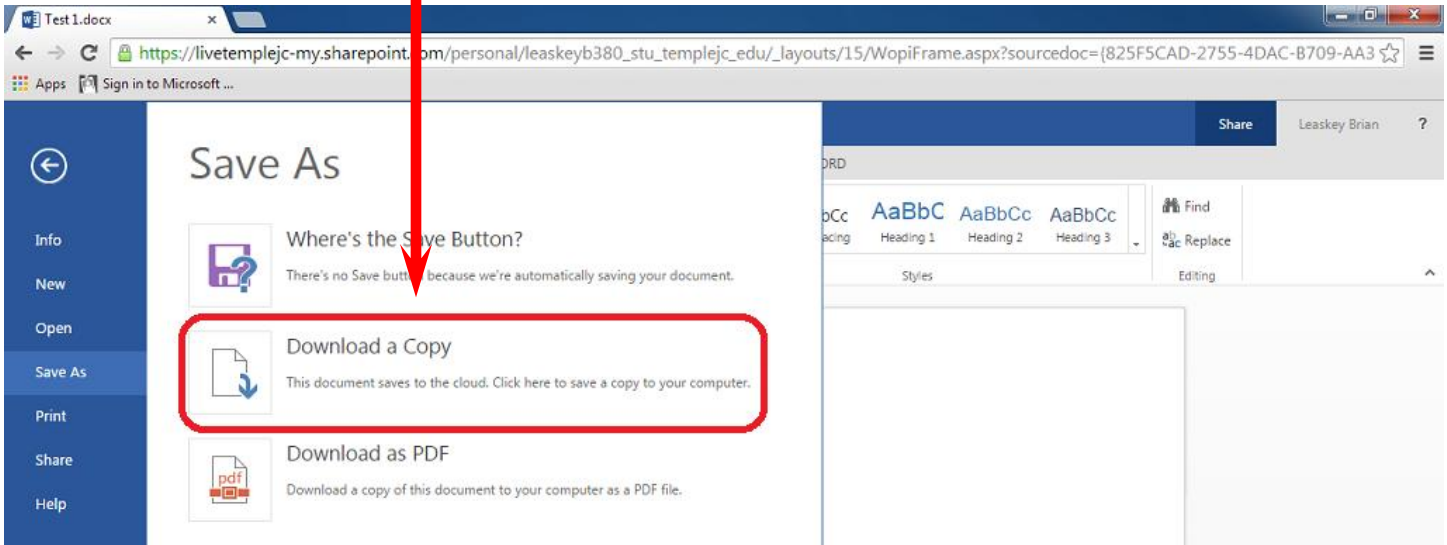 Test 1.docx
https://livetemplejc-my.sharepoint.com/personal/leaskeyb380_stu_templejc_edu/_layouts/15/WopiFrame.aspx?sourcedoc={825F5CAD-2755-4DAC-B709-AA3
Apps Sign in to Microsoft ...
Share Leaskey Brian ?
Save As
ORD
Info
New
Open
Save As
Print
Share
Help
Where's the Save Button?
There's no Save button because we're automatically saving your document.
Download a Copy
This document saves to the cloud. Click here to save a copy to your computer.
pdf
Download as PDF
Download a copy of this document to your computer as a PDF file.
bCc AaBbC AaBbCc AaBbCc
acing Heading 1 Heading 2 Heading 3
Styles
Find
Replace
Editing